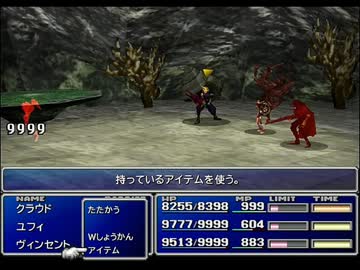 9999
持っているアイテムを使う。
NAME HP MP LIMIT TIME
クラウド 8255/8398 999
ユフィ 9777/9999 604
ヴィンセント 9513/9999 883
たたかう
Wしょうかん
アイテム